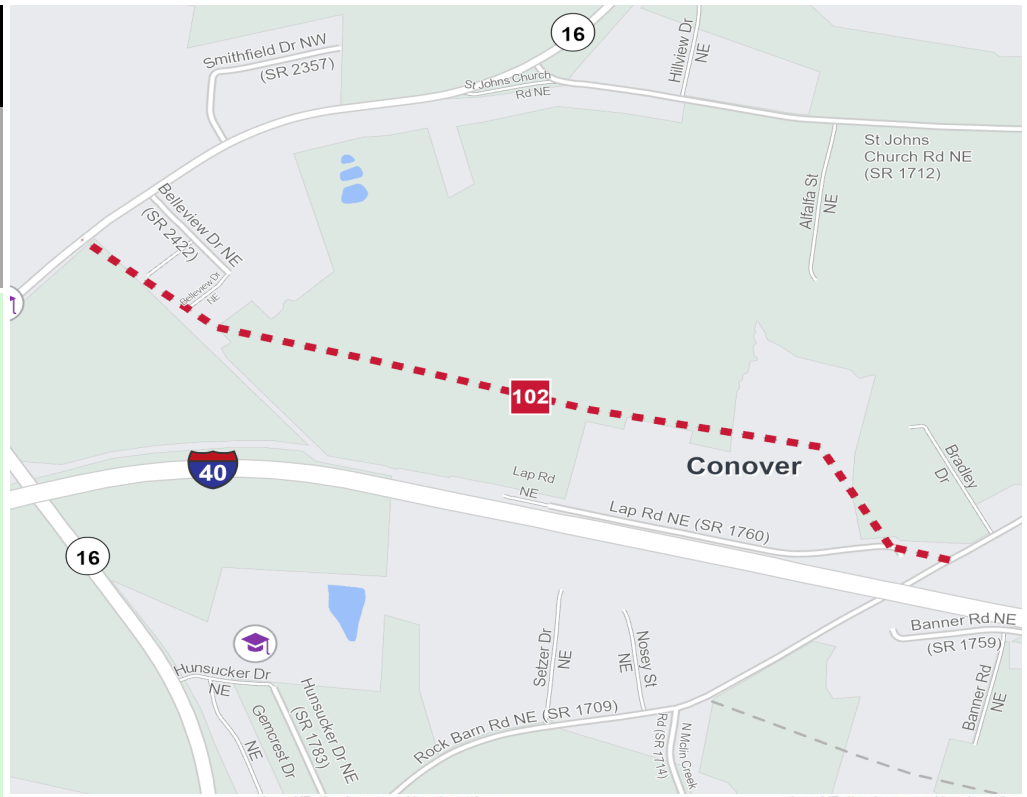 16
Smithfield Dr NW
(SR 2357)
Hillview Dr
NE
St Johns Church
Rd NE
St Johns
Church Rd NE
(SR 1712)
Alfalfa St
NE
Belleview Dr NE
(SR 2422)
Belleview Dr
NE
102
Conover
Bradley
Dr
40
Lap Rd
NE
Lap Rd NE (SR 1760)
16
Banner Rd NE
(SR 1759)
Banner Rd
NE
Setzer Dr
NE
Nosey St
NE
Hunsucker Dr
NE
Hunsucker Dr NE
(SR 1783)
Gemcrest Dr
NE
Rock Barn Rd NE (SR 1709)
N Mclin Creek
Rd (SR 1714)